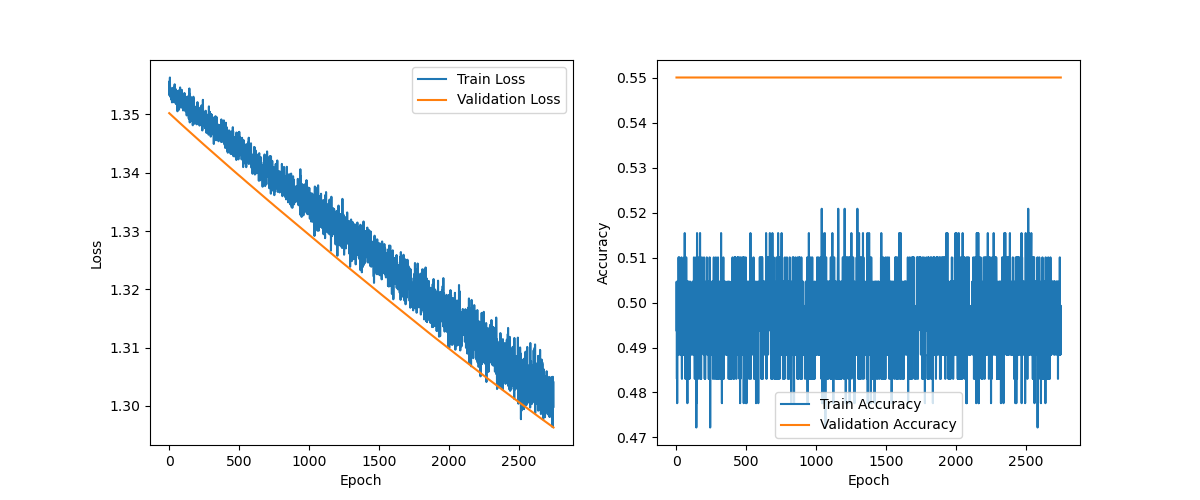 Train Loss
Validation Loss
1.35
1.34
1.33
1.32
1.31
1.30
Loss
0 500 1000 1500 2000 2500
Epoch
0.55
0.54
0.53
0.52
0.51
0.50
0.49
0.48
0.47
Accuracy
Train Accuracy
Validation Accuracy
0 500 1000 1500 2000 2500
Epoch